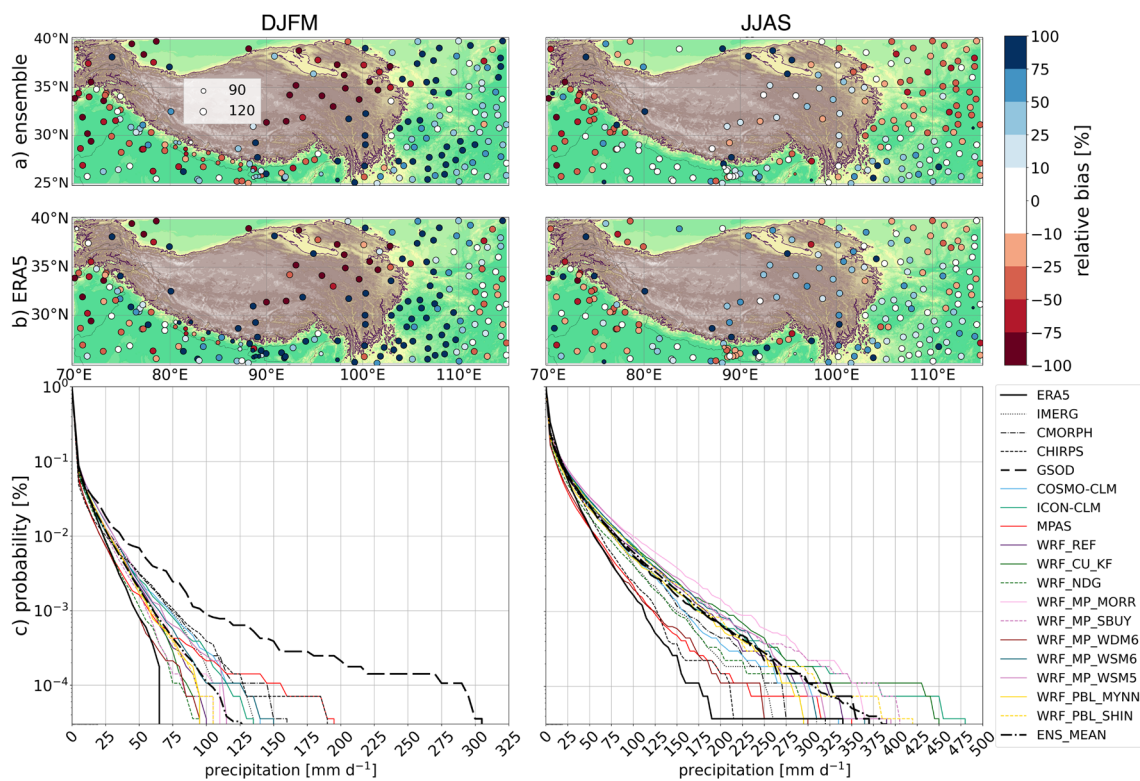 DJFM
JJAS
40°N
35°N
30°N
25°N
a) ensemble
90
120
100
75
50
25
10
−10
−25
−50
−75
−100
relative bias [%]
40°N
35°N
30°N
b) ERA5
70°E 80°E 90°E 100°E 110°E
70°E 80°E 90°E 100°E 110°E
c) probability [%]
10⁰
10⁻¹
10⁻²
10⁻³
10⁻⁴
0 25 50 75 100 125 150 175 200 225 250 275 300 325
precipitation [mm d⁻¹]
0 25 50 75 100 125 150 175 200 225 250 275 300 325 350 375 400 425 450 475 500
precipitation [mm d⁻¹]
ERA5
IMERG
CMORPH
CHIRPS
GSOD
COSMO-CLM
ICON-CLM
MPAS
WRF_REF
WRF_CU_KF
WRF_NDG
WRF_MP_MORR
WRF_MP_SBUY
WRF_MP_WDM6
WRF_MP_WSM6
WRF_MP_WSM5
WRF_PBL_MYNN
WRF_PBL_SHIN
ENS_MEAN